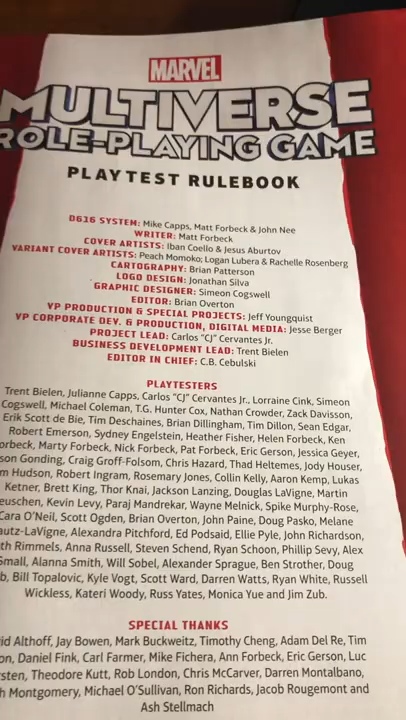 MARVEL
MULTIVERSE
ROLE-PLAYING GAME
PLAYTEST RULEBOOK
D616 SYSTEM: Mike Capps, Matt Forbeck & John Nee
WRITER: Matt Forbeck
COVER ARTISTS: Iban Coello & Jesus Aburtov
VARIANT COVER ARTISTS: Peach Momoko; Logan Lubera & Rachelle Rosenberg
CARTOGRAPHY: Brian Patterson
LOGO DESIGN: Jonathan Silva
GRAPHIC DESIGNER: Simeon Cogswell
EDITOR: Brian Overton
VP PRODUCTION & SPECIAL PROJECTS: Jeff Youngquist
VP CORPORATE DEV. & PRODUCTION, DIGITAL MEDIA: Jesse Berger
PROJECT LEAD: Carlos "CJ" Cervantes Jr.
BUSINESS DEVELOPMENT LEAD: Trent Bielen
EDITOR IN CHIEF: C.B. Cebulski
PLAYTESTERS
Trent Bielen, Julianne Capps, Carlos "CJ" Cervantes Jr., Lorraine Cink, Simeon
Cogswell, Michael Coleman, T.G. Hunter Cox, Nathan Crowder, Zack Davisson,
Erik Scott de Bie, Tim Deschaines, Brian Dillingham, Tim Dillon, Sean Edgar,
Robert Emerson, Sydney Engelstein, Heather Fisher, Helen Forbeck, Ken
orbeck, Marty Forbeck, Nick Forbeck, Pat Forbeck, Eric Gerson, Jessica Geyer,
son Gonding, Craig Groff-Folsom, Chris Hazard, Thad Heltemes, Jody Houser,
m Hudson, Robert Ingram, Rosemary Jones, Collin Kelly, Aaron Kemp, Lukas
Ketner, Brett King, Thor Knai, Jackson Lanzing, Douglas LaVigne, Martin
euschen, Kevin Levy, Paraj Mandrekar, Wayne Melnick, Spike Murphy-Rose,
Cara O'Neil, Scott Ogden, Brian Overton, John Paine, Doug Pasko, Melane
autz-LaVigne, Alexandra Pitchford, Ed Podsaid, Ellie Pyle, John Richardson,
th Rimmels, Anna Russell, Steven Schend, Ryan Schoon, Phillip Sevy, Alex
Small, Alanna Smith, Will Sobel, Alexander Sprague, Ben Strother, Doug
b, Bill Topalovic, Kyle Vogt, Scott Ward, Darren Watts, Ryan White, Russell
Wickless, Kateri Woody, Russ Yates, Monica Yue and Jim Zub.
SPECIAL THANKS
id Althoff, Jay Bowen, Mark Buckweitz, Timothy Cheng, Adam Del Re, Tim
on, Daniel Fink, Carl Farmer, Mike Fichera, Ann Forbeck, Eric Gerson, Luc
rsten, Theodore Kutt, Rob London, Chris McCarver, Darren Montalbano,
h Montgomery, Michael O'Sullivan, Ron Richards, Jacob Rougemont and
Ash Stellmach